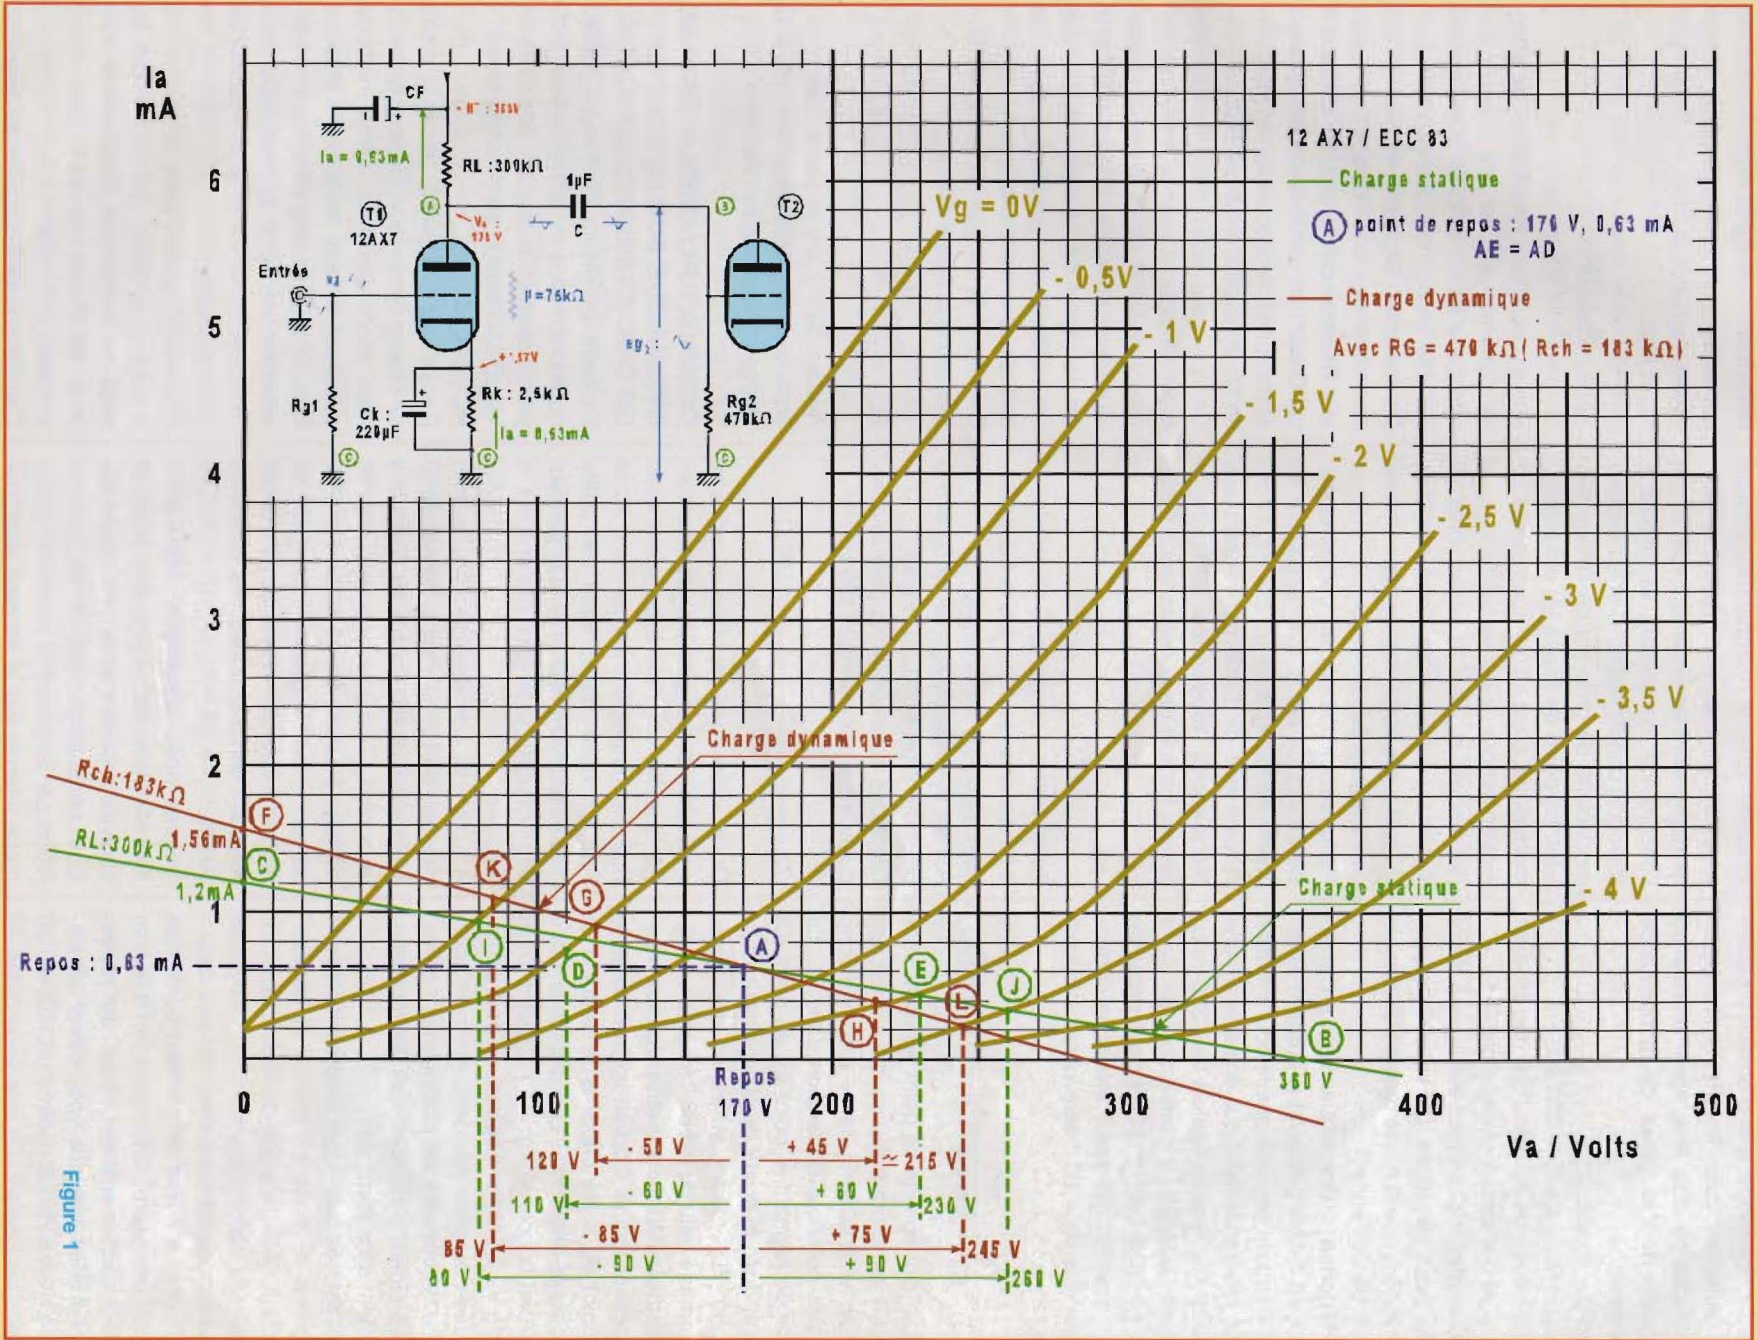 Ia
mA
6
5
4
3
2
1
CF
Ia = 0,63mA
RL : 300kΩ
1µF
C
T1
12AX7
A
B
T2
Entrée
µ=75kΩ
Rg1
Ck :
220µF
Rk : 2,5kΩ
Ia = 0,63mA
Rg2
470kΩ
C
C
C
12 AX7 / ECC 83
Charge statique
A point de repos : 170 V, 0,63 mA
AE = AD
Charge dynamique
Avec RG = 470 kΩ ( Rch = 183 kΩ)
Vg = 0V
- 0,5V
- 1 V
- 1,5 V
- 2 V
- 2,5 V
- 3 V
- 3,5 V
- 4 V
Charge dynamique
Charge statique
Rch:183kΩ
1,56mA
F
RL:300kΩ
1,2mA
C
Repos : 0,63 mA
K
G
I
D
A
E
J
L
H
B
360 V
Repos
170 V
0
100
200
300
400
500
Va / Volts
120 V
- 50 V
+ 45 V
≃ 215 V
110 V
- 60 V
+ 60 V
230 V
85 V
- 85 V
+ 75 V
245 V
80 V
- 90 V
+ 90 V
260 V
Figure 1